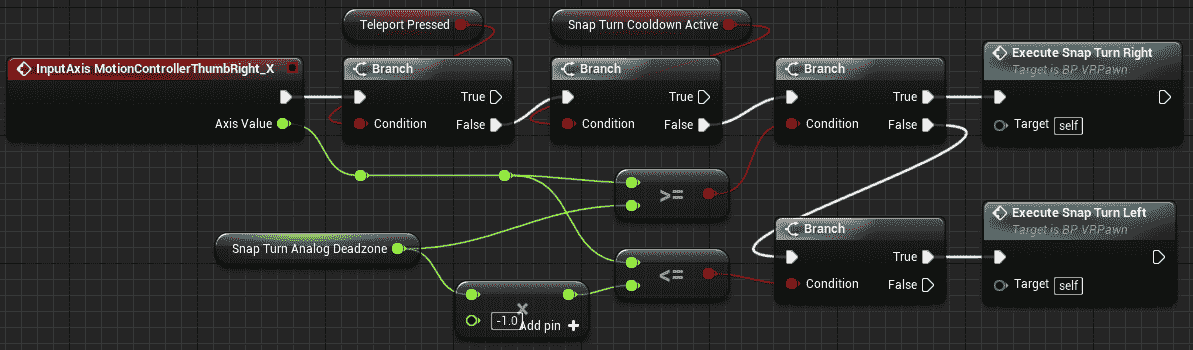 Teleport Pressed
Snap Turn Cooldown Active
InputAxis MotionControllerThumbRight_X
Axis Value
Branch
True
Condition
False
Branch
True
Condition
False
Branch
True
Condition
False
Execute Snap Turn Right
Target is BP VRPawn
Target self
>=
Snap Turn Analog Deadzone
<=
X
-1.0
Add pin +
Branch
True
Condition
False
Execute Snap Turn Left
Target is BP VRPawn
Target self